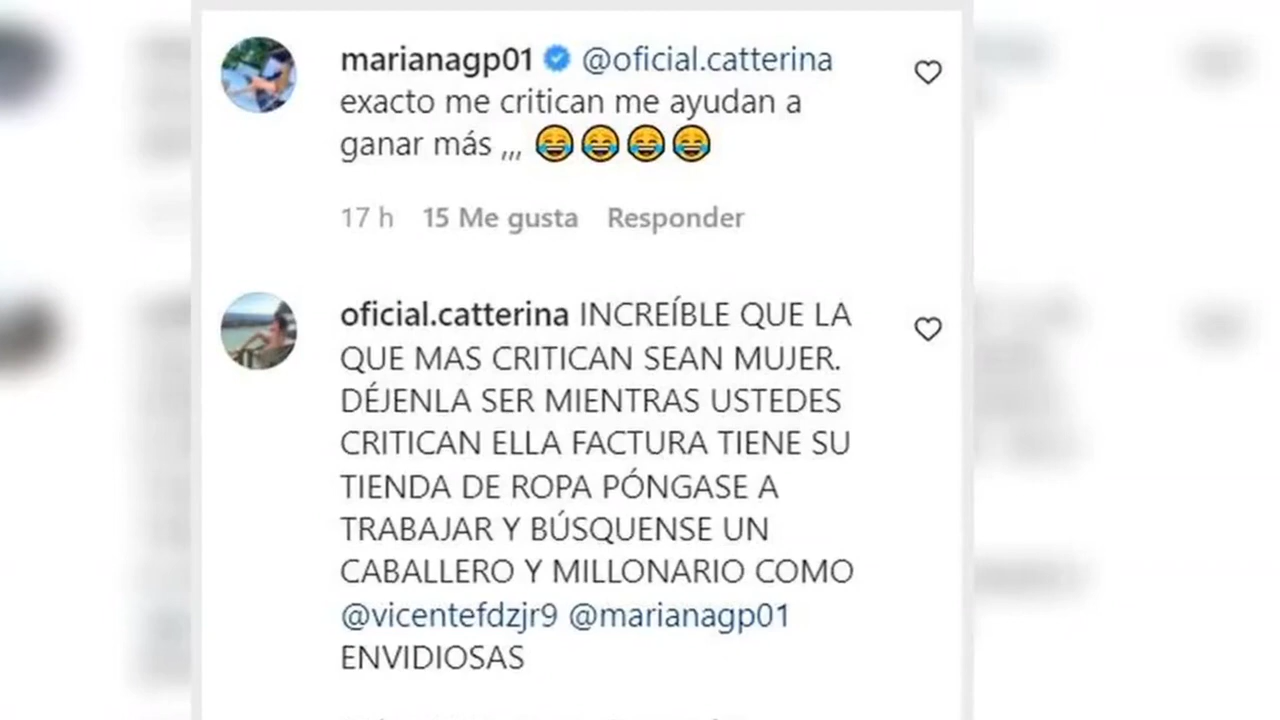 marianagp01 @oficial.catterina
exacto me critican me ayudan a
ganar más ,,, 😂😂😂😂
17 h 15 Me gusta Responder
oficial.catterina INCREÍBLE QUE LA
QUE MAS CRITICAN SEAN MUJER.
DÉJENLA SER MIENTRAS USTEDES
CRITICAN ELLA FACTURA TIENE SU
TIENDA DE ROPA PÓNGASE A
TRABAJAR Y BÚSQUENSE UN
CABALLERO Y MILLONARIO COMO
@vicentefdzjr9 @marianagp01
ENVIDIOSAS